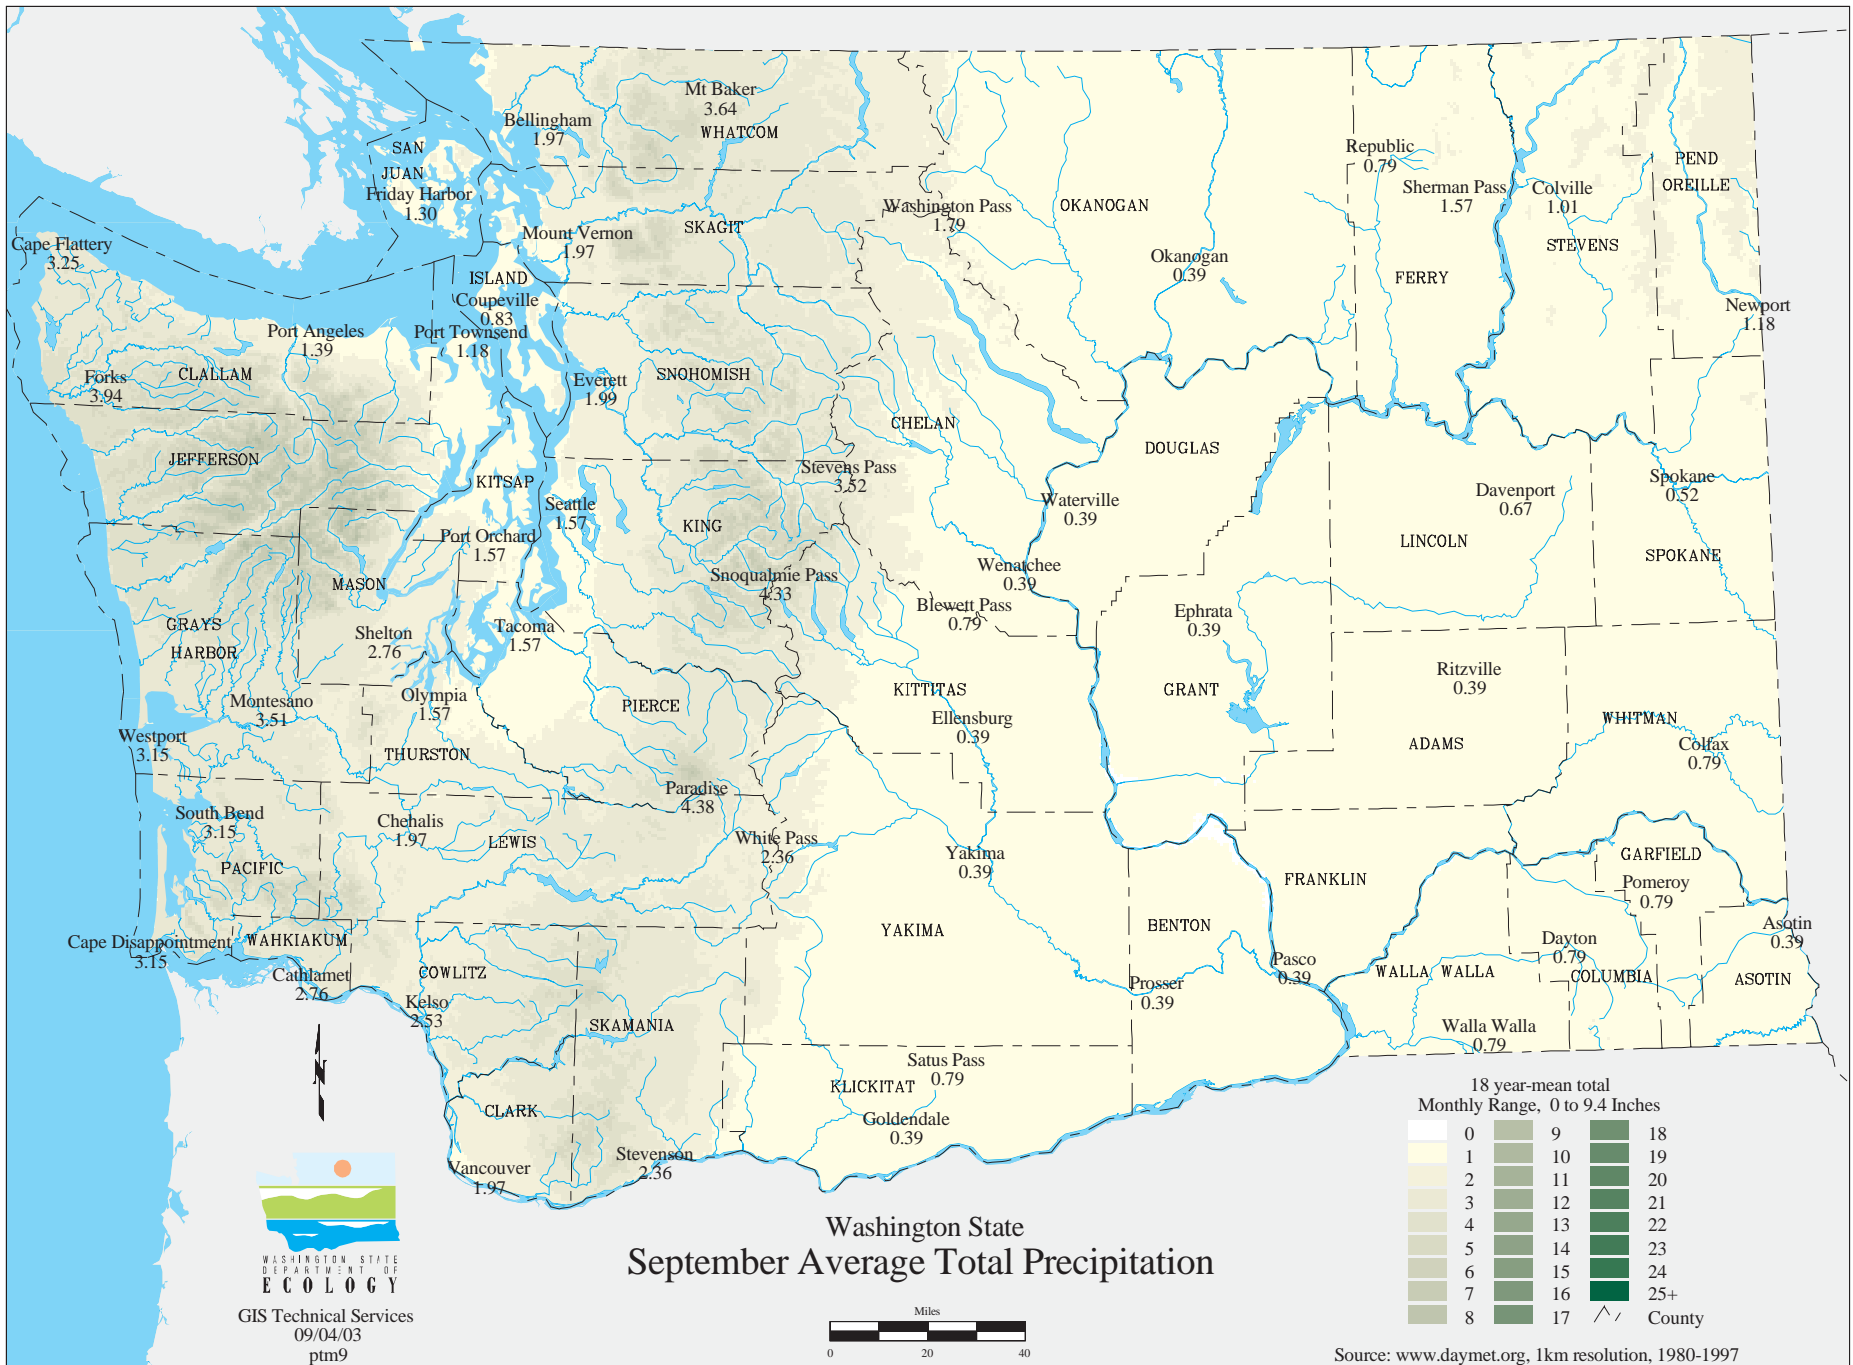 Mt Baker
3.64
WHATCOM
Bellingham
1.97
SAN
JUAN
Friday Harbor
1.30
Republic
0.79
PEND
OREILLE
Sherman Pass
1.57
Colville
1.01
STEVENS
Washington Pass
1.79
OKANOGAN
SKAGIT
Mount Vernon
1.97
Cape Flattery
3.25
Okanogan
0.39
FERRY
ISLAND
Coupeville
0.83
Newport
1.18
Port Angeles
1.39
Port Townsend
1.18
CLALLAM
Forks
3.94
Everett
1.99
SNOHOMISH
CHELAN
DOUGLAS
JEFFERSON
KITSAP
Stevens Pass
3.52
Seattle
1.57
KING
Waterville
0.39
Davenport
0.67
Spokane
0.52
Port Orchard
1.57
LINCOLN
SPOKANE
MASON
Snoqualmie Pass
4.33
Wenatchee
0.39
Blewett Pass
0.79
Ephrata
0.39
GRAYS
HARBOR
Shelton
2.76
Tacoma
1.57
Ritzville
0.39
KITTITAS
GRANT
Olympia
1.57
Montesano
3.51
PIERCE
Ellensburg
0.39
WHITMAN
Westport
3.15
THURSTON
ADAMS
Colfax
0.79
Paradise
4.38
South Bend
3.15
Chehalis
1.97
LEWIS
White Pass
2.36
Yakima
0.39
PACIFIC
FRANKLIN
GARFIELD
Pomeroy
0.79
YAKIMA
BENTON
Asotin
0.39
Cape Disappointment
3.15
WAHKIAKUM
Cathlamet
2.76
COWLITZ
Kelso
2.53
SKAMANIA
Prosser
0.39
Pasco
0.39
WALLA WALLA
Dayton
0.79
COLUMBIA
ASOTIN
Walla Walla
0.79
Satus Pass
0.79
KLICKITAT
Goldendale
0.39
CLARK
Stevenson
2.36
Vancouver
1.97
N
WASHINGTON STATE
DEPARTMENT OF
ECOLOGY
GIS Technical Services
09/04/03
ptm9
Washington State
September Average Total Precipitation
Miles
0 20 40
18 year-mean total
Monthly Range, 0 to 9.4 Inches
0 9 18
1 10 19
2 11 20
3 12 21
4 13 22
5 14 23
6 15 24
7 16 25+
8 17 County
Source: www.daymet.org, 1km resolution, 1980-1997